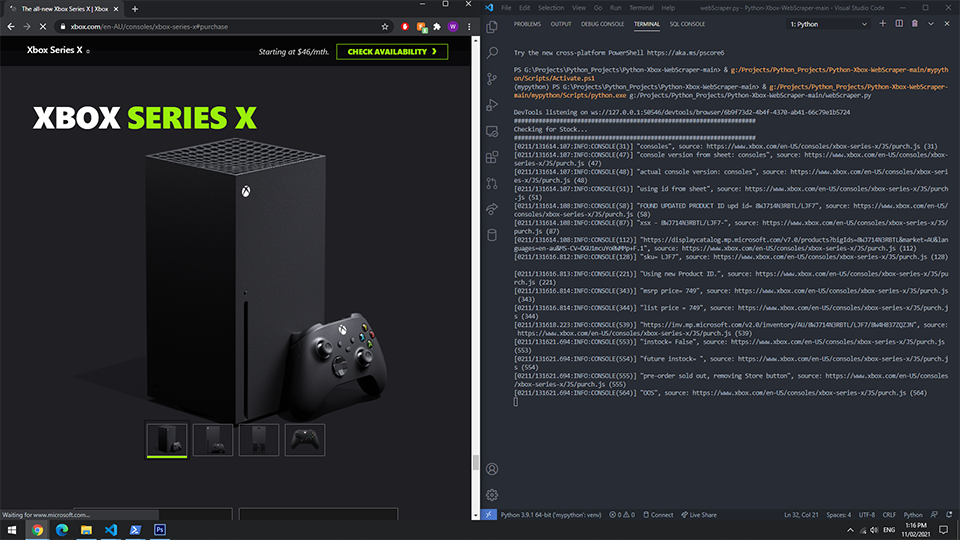 The all-new Xbox Series X | Xbox
xbox.com/en-AU/consoles/xbox-series-x#purchase
W
Xbox Series X
Starting at $46/mth.
CHECK AVAILABILITY
XBOX SERIES X
Waiting for www.microsoft.com...
File Edit Selection View Go Run Terminal Help
webScraper.py - Python-Xbox-WebScraper-main - Visual Studio Code
PROBLEMS OUTPUT DEBUG CONSOLE TERMINAL SQL CONSOLE
1: Python
Try the new cross-platform PowerShell https://aka.ms/pscore6
PS G:\Projects\Python_Projects\Python-Xbox-WebScraper-main> & g:/Projects/Python_Projects/Python-Xbox-WebScraper-main/mypyth
on/Scripts/Activate.ps1
(mypython) PS G:\Projects\Python_Projects\Python-Xbox-WebScraper-main> & g:/Projects/Python_Projects/Python-Xbox-WebScraper-
main/mypython/Scripts/python.exe g:/Projects/Python_Projects/Python-Xbox-WebScraper-main/webscraper.py
DevTools listening on ws://127.0.0.1:50546/devtools/browser/6b9f73d2-4b4f-4370-ab41-66c79e1b5724
Checking for Stock...
[0211/131614.107:INFO:CONSOLE(31)] "consoles", source: https://www.xbox.com/en-US/consoles/xbox-series-x/JS/purch.js (31)
[0211/131614.107:INFO:CONSOLE(47)] "console version from sheet: consoles", source: https://www.xbox.com/en-US/consoles/xbox-
series-x/JS/purch.js (47)
[0211/131614.107:INFO:CONSOLE(48)] "actual console version: consoles", source: https://www.xbox.com/en-US/consoles/xbox-seri
es-x/JS/purch.js (48)
[0211/131614.107:INFO:CONSOLE(51)] "using id from sheet", source: https://www.xbox.com/en-US/consoles/xbox-series-x/JS/purch
.js (51)
[0211/131614.108:INFO:CONSOLE(58)] "FOUND UPDATED PRODUCT ID upd id= 8WJ714N3RBTL/LJF7", source: https://www.xbox.com/en-US/
consoles/xbox-series-x/JS/purch.js (58)
[0211/131614.108:INFO:CONSOLE(87)] "xsx - 8WJ714N3RBTL/LJF7-", source: https://www.xbox.com/en-US/consoles/xbox-series-x/JS/
purch.js (87)
[0211/131614.108:INFO:CONSOLE(112)] "https://displaycatalog.mp.microsoft.com/v7.0/products?bigIds=8WJ714N3RBTL&market=AU&lan
guages=en-au&MS-CV=DGU1mcuYo0WMMp+F.1", source: https://www.xbox.com/en-US/consoles/xbox-series-x/JS/purch.js (112)
[0211/131616.812:INFO:CONSOLE(128)] "sku= LJF7", source: https://www.xbox.com/en-US/consoles/xbox-series-x/JS/purch.js (128)
[0211/131616.813:INFO:CONSOLE(221)] "Using new Product ID.", source: https://www.xbox.com/en-US/consoles/xbox-series-x/JS/pu
rch.js (221)
[0211/131616.814:INFO:CONSOLE(343)] "msrp price= 749", source: https://www.xbox.com/en-US/consoles/xbox-series-x/JS/purch.js
(343)
[0211/131616.814:INFO:CONSOLE(344)] "list price = 749", source: https://www.xbox.com/en-US/consoles/xbox-series-x/JS/purch.j
s (344)
[0211/131618.223:INFO:CONSOLE(539)] "https://inv.mp.microsoft.com/v2.0/inventory/AU/8WJ714N3RBTL/LJF7/8W4H837ZQZJN", source:
https://www.xbox.com/en-US/consoles/xbox-series-x/JS/purch.js (539)
[0211/131621.694:INFO:CONSOLE(553)] "instock= False", source: https://www.xbox.com/en-US/consoles/xbox-series-x/JS/purch.js
(553)
[0211/131621.694:INFO:CONSOLE(554)] "future instock= ", source: https://www.xbox.com/en-US/consoles/xbox-series-x/JS/purch.j
s (554)
[0211/131621.694:INFO:CONSOLE(555)] "pre-order sold out, removing Store button", source: https://www.xbox.com/en-US/consoles
/xbox-series-x/JS/purch.js (555)
[0211/131621.694:INFO:CONSOLE(564)] "OOS", source: https://www.xbox.com/en-US/consoles/xbox-series-x/JS/purch.js (564)
Python 3.9.1 64-bit ('mypython': venv) 0 0 Connect Live Share
Ln 32, Col 21 Spaces: 4 UTF-8 CRLF Python
Ps
ENG
1:16 PM
11/02/2021